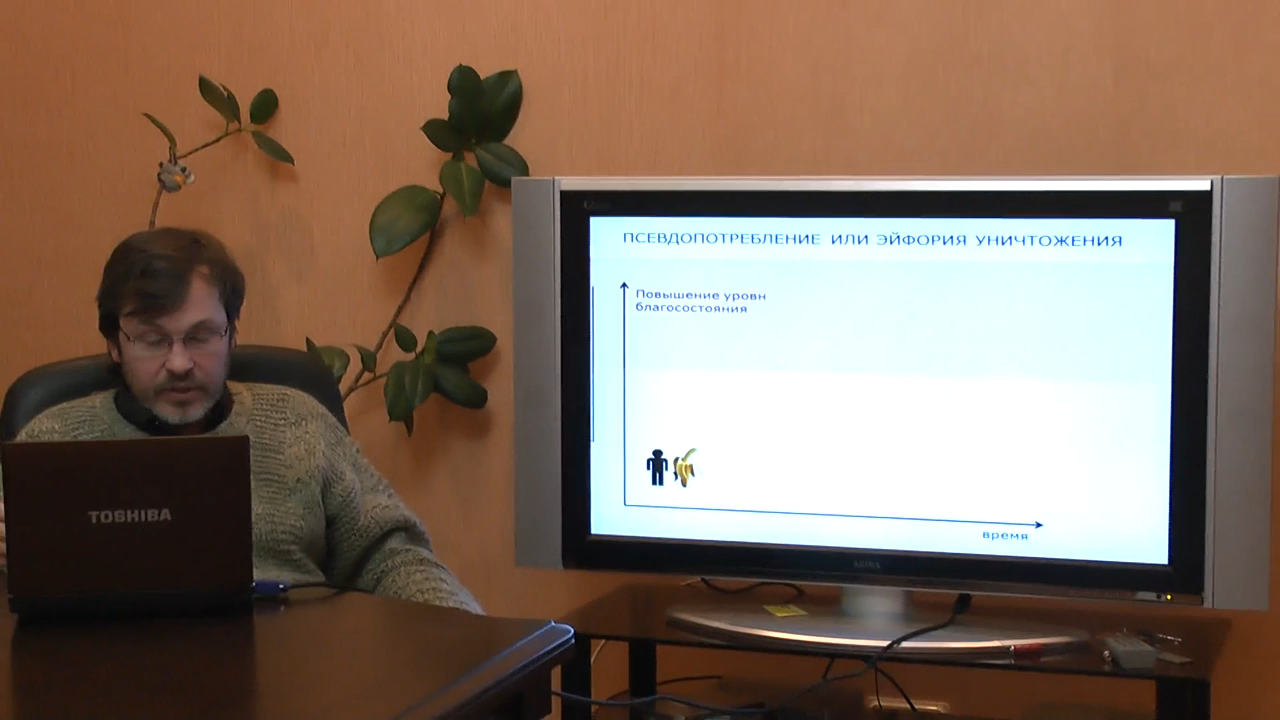 ПСЕВДОПОТРЕБЛЕНИЕ ИЛИ ЭЙФОРИЯ УНИЧТОЖЕНИЯ
Повышение уровн
благосостояния
время
TOSHIBA